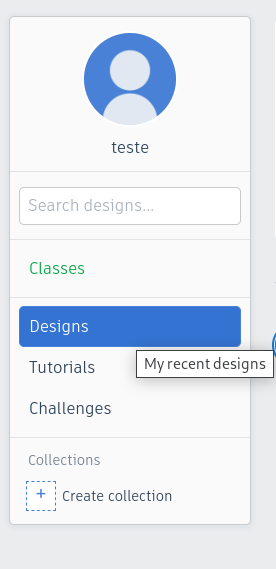 teste
Search designs...
Classes
Designs
Tutorials
My recent designs
Challenges
Collections
+ Create collection